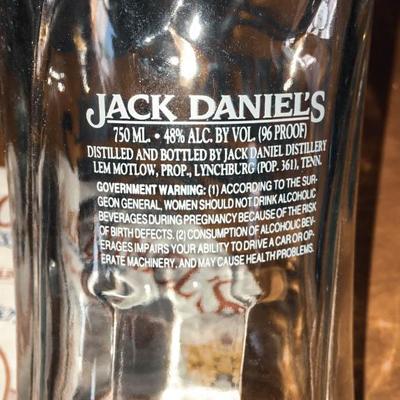 JACK DANIEL'S
750 ML. • 48% ALC. BY VOL. (96 PROOF)
DISTILLED AND BOTTLED BY JACK DANIEL DISTILLERY
LEM MOTLOW, PROP., LYNCHBURG (POP. 361), TENN.
GOVERNMENT WARNING: (1) ACCORDING TO THE SUR-
GEON GENERAL, WOMEN SHOULD NOT DRINK ALCOHOLIC
BEVERAGES DURING PREGNANCY BECAUSE OF THE RISK
OF BIRTH DEFECTS. (2) CONSUMPTION OF ALCOHOLIC BEV-
ERAGES IMPAIRS YOUR ABILITY TO DRIVE A CAR OR OP-
ERATE MACHINERY, AND MAY CAUSE HEALTH PROBLEMS.